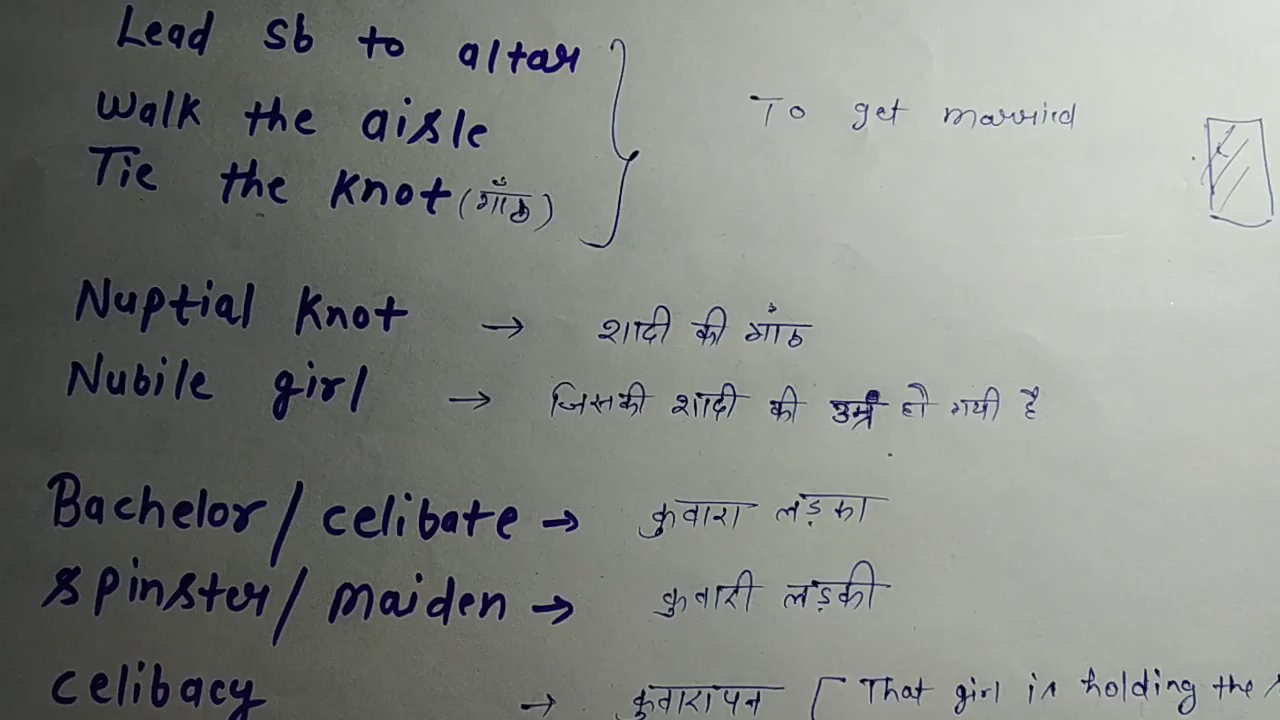 Lead sb to altar
Walk the aisle
Tie the knot (गाँठ)
To get married
Nuptial knot → शादी की गांठ
Nubile girl → जिसकी शादी की उम्र हो गयी है
Bachelor / celibate → कुवारा लड़का
Spinster / maiden → कुवारी लड़की
celibacy → कुवारापन [ That girl is holding the